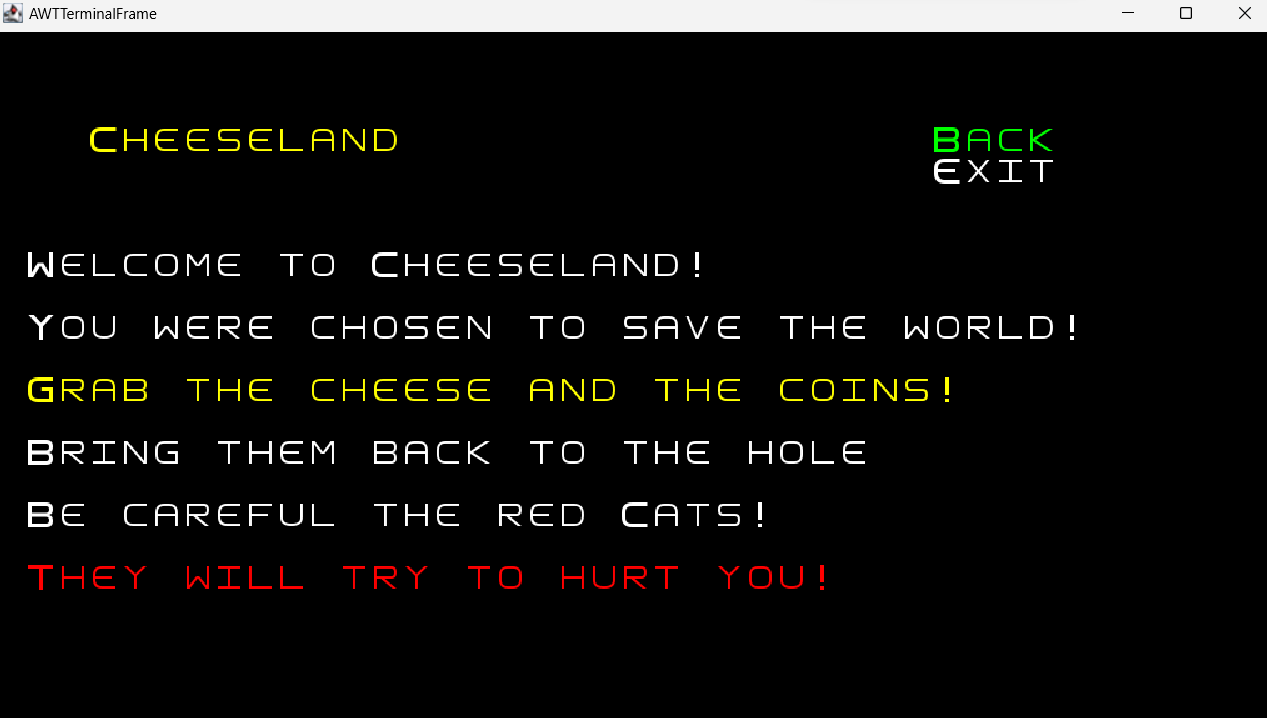 AWTTerminalFrame
Cheeseland
Back
Exit
Welcome to Cheeseland!
You were chosen to save the world!
Grab the cheese and the coins!
Bring them back to the hole
Be careful the red Cats!
They will try to hurt you!